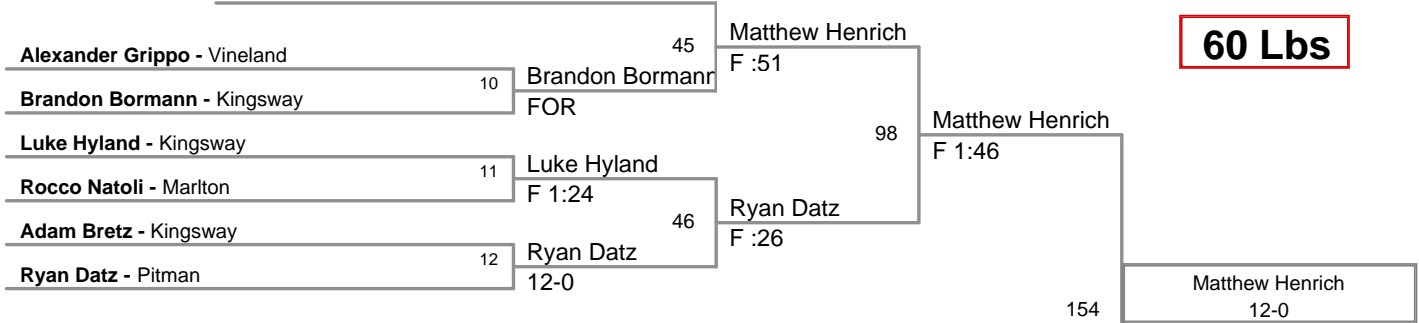 60 Lbs
Alexander Grippo - Vineland
Brandon Bormann - Kingsway
Luke Hyland - Kingsway
Rocco Natoli - Marlton
Adam Bretz - Kingsway
Ryan Datz - Pitman
10
11
12
Brandon Bormann
FOR
Luke Hyland
F 1:24
Ryan Datz
12-0
45
46
Matthew Henrich
F :51
Ryan Datz
F :26
98
Matthew Henrich
F 1:46
154
Matthew Henrich
12-0